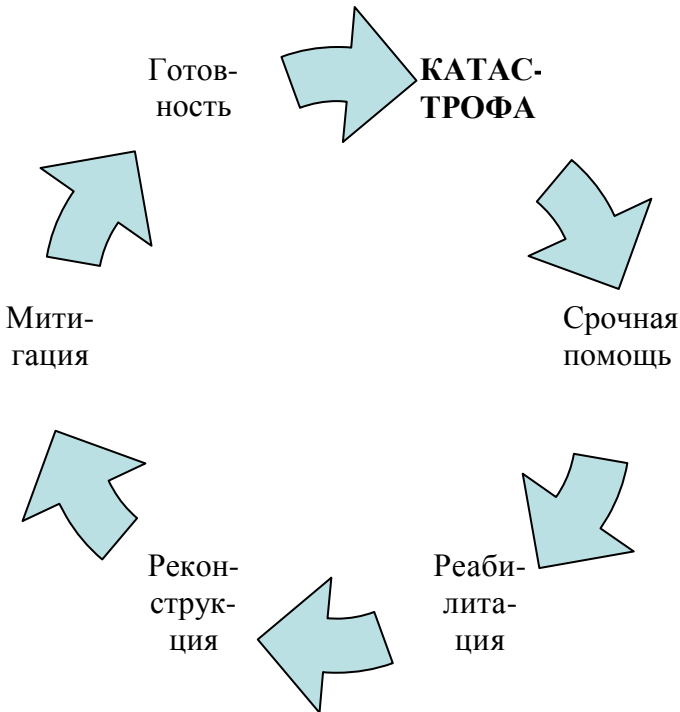 Готов-
ность
КАТАС-
ТРОФА
Срочная
помощь
Реаби-
лита-
ция
Рекон-
струк-
ция
Мити-
гация